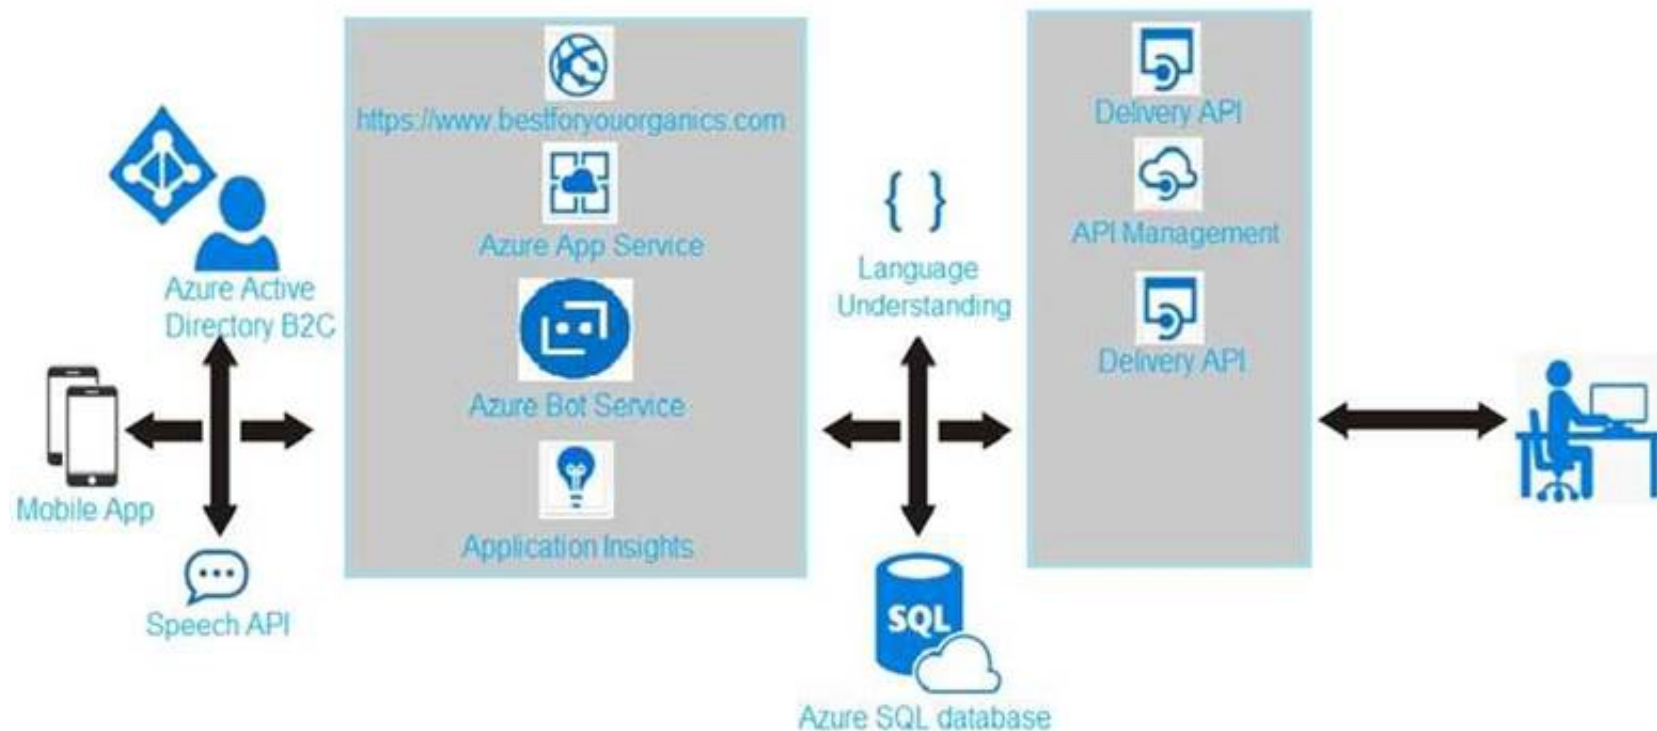 https://www.bestforyouorganics.com
Azure App Service
Azure Bot Service
Application Insights
Azure Active
Directory B2C
Mobile App
Speech API
{ }
Language
Understanding
SQL
Azure SQL database
Delivery API
API Management
Delivery API